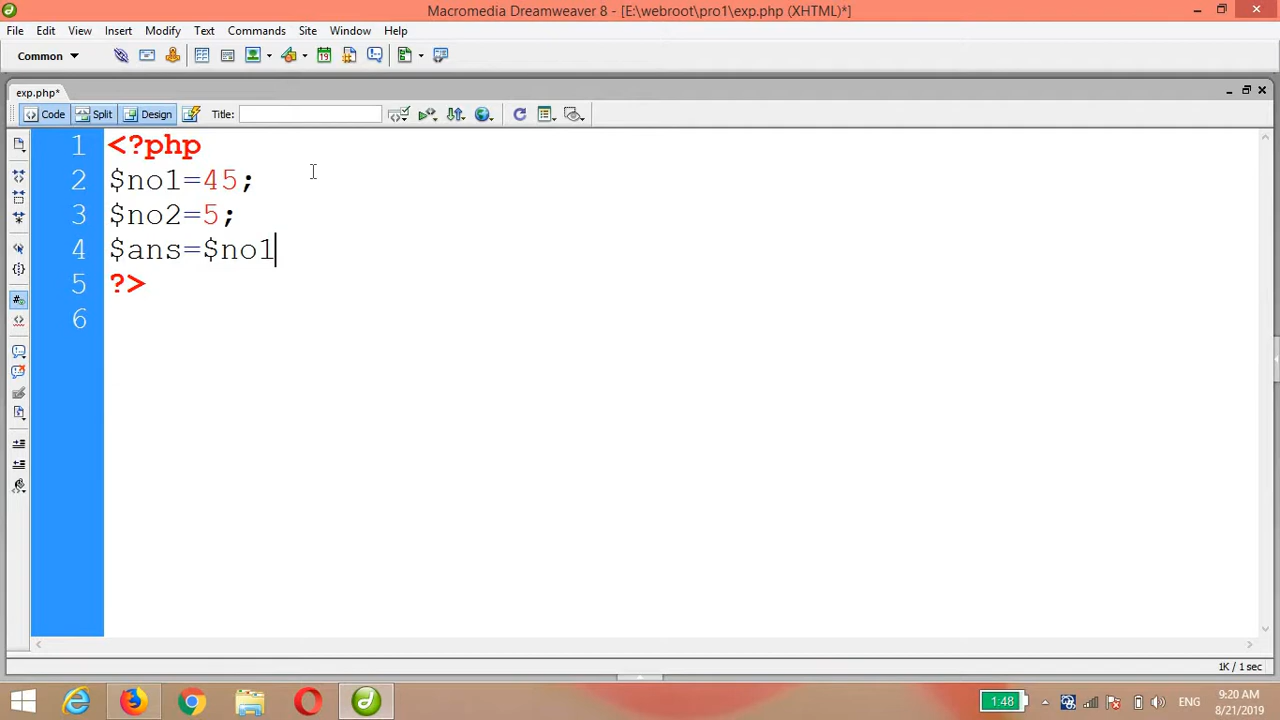 Macromedia Dreamweaver 8 - [E:\webroot\pro1\exp.php (XHTML)*]
File Edit View Insert Modify Text Commands Site Window Help
Common
exp.php*
Code Split Design Title:
1 <?php
2 $no1=45;
3 $no2=5;
4 $ans=$no1
5 ?>
6
1K / 1 sec
1:48 ENG 9:20 AM
8/21/2019